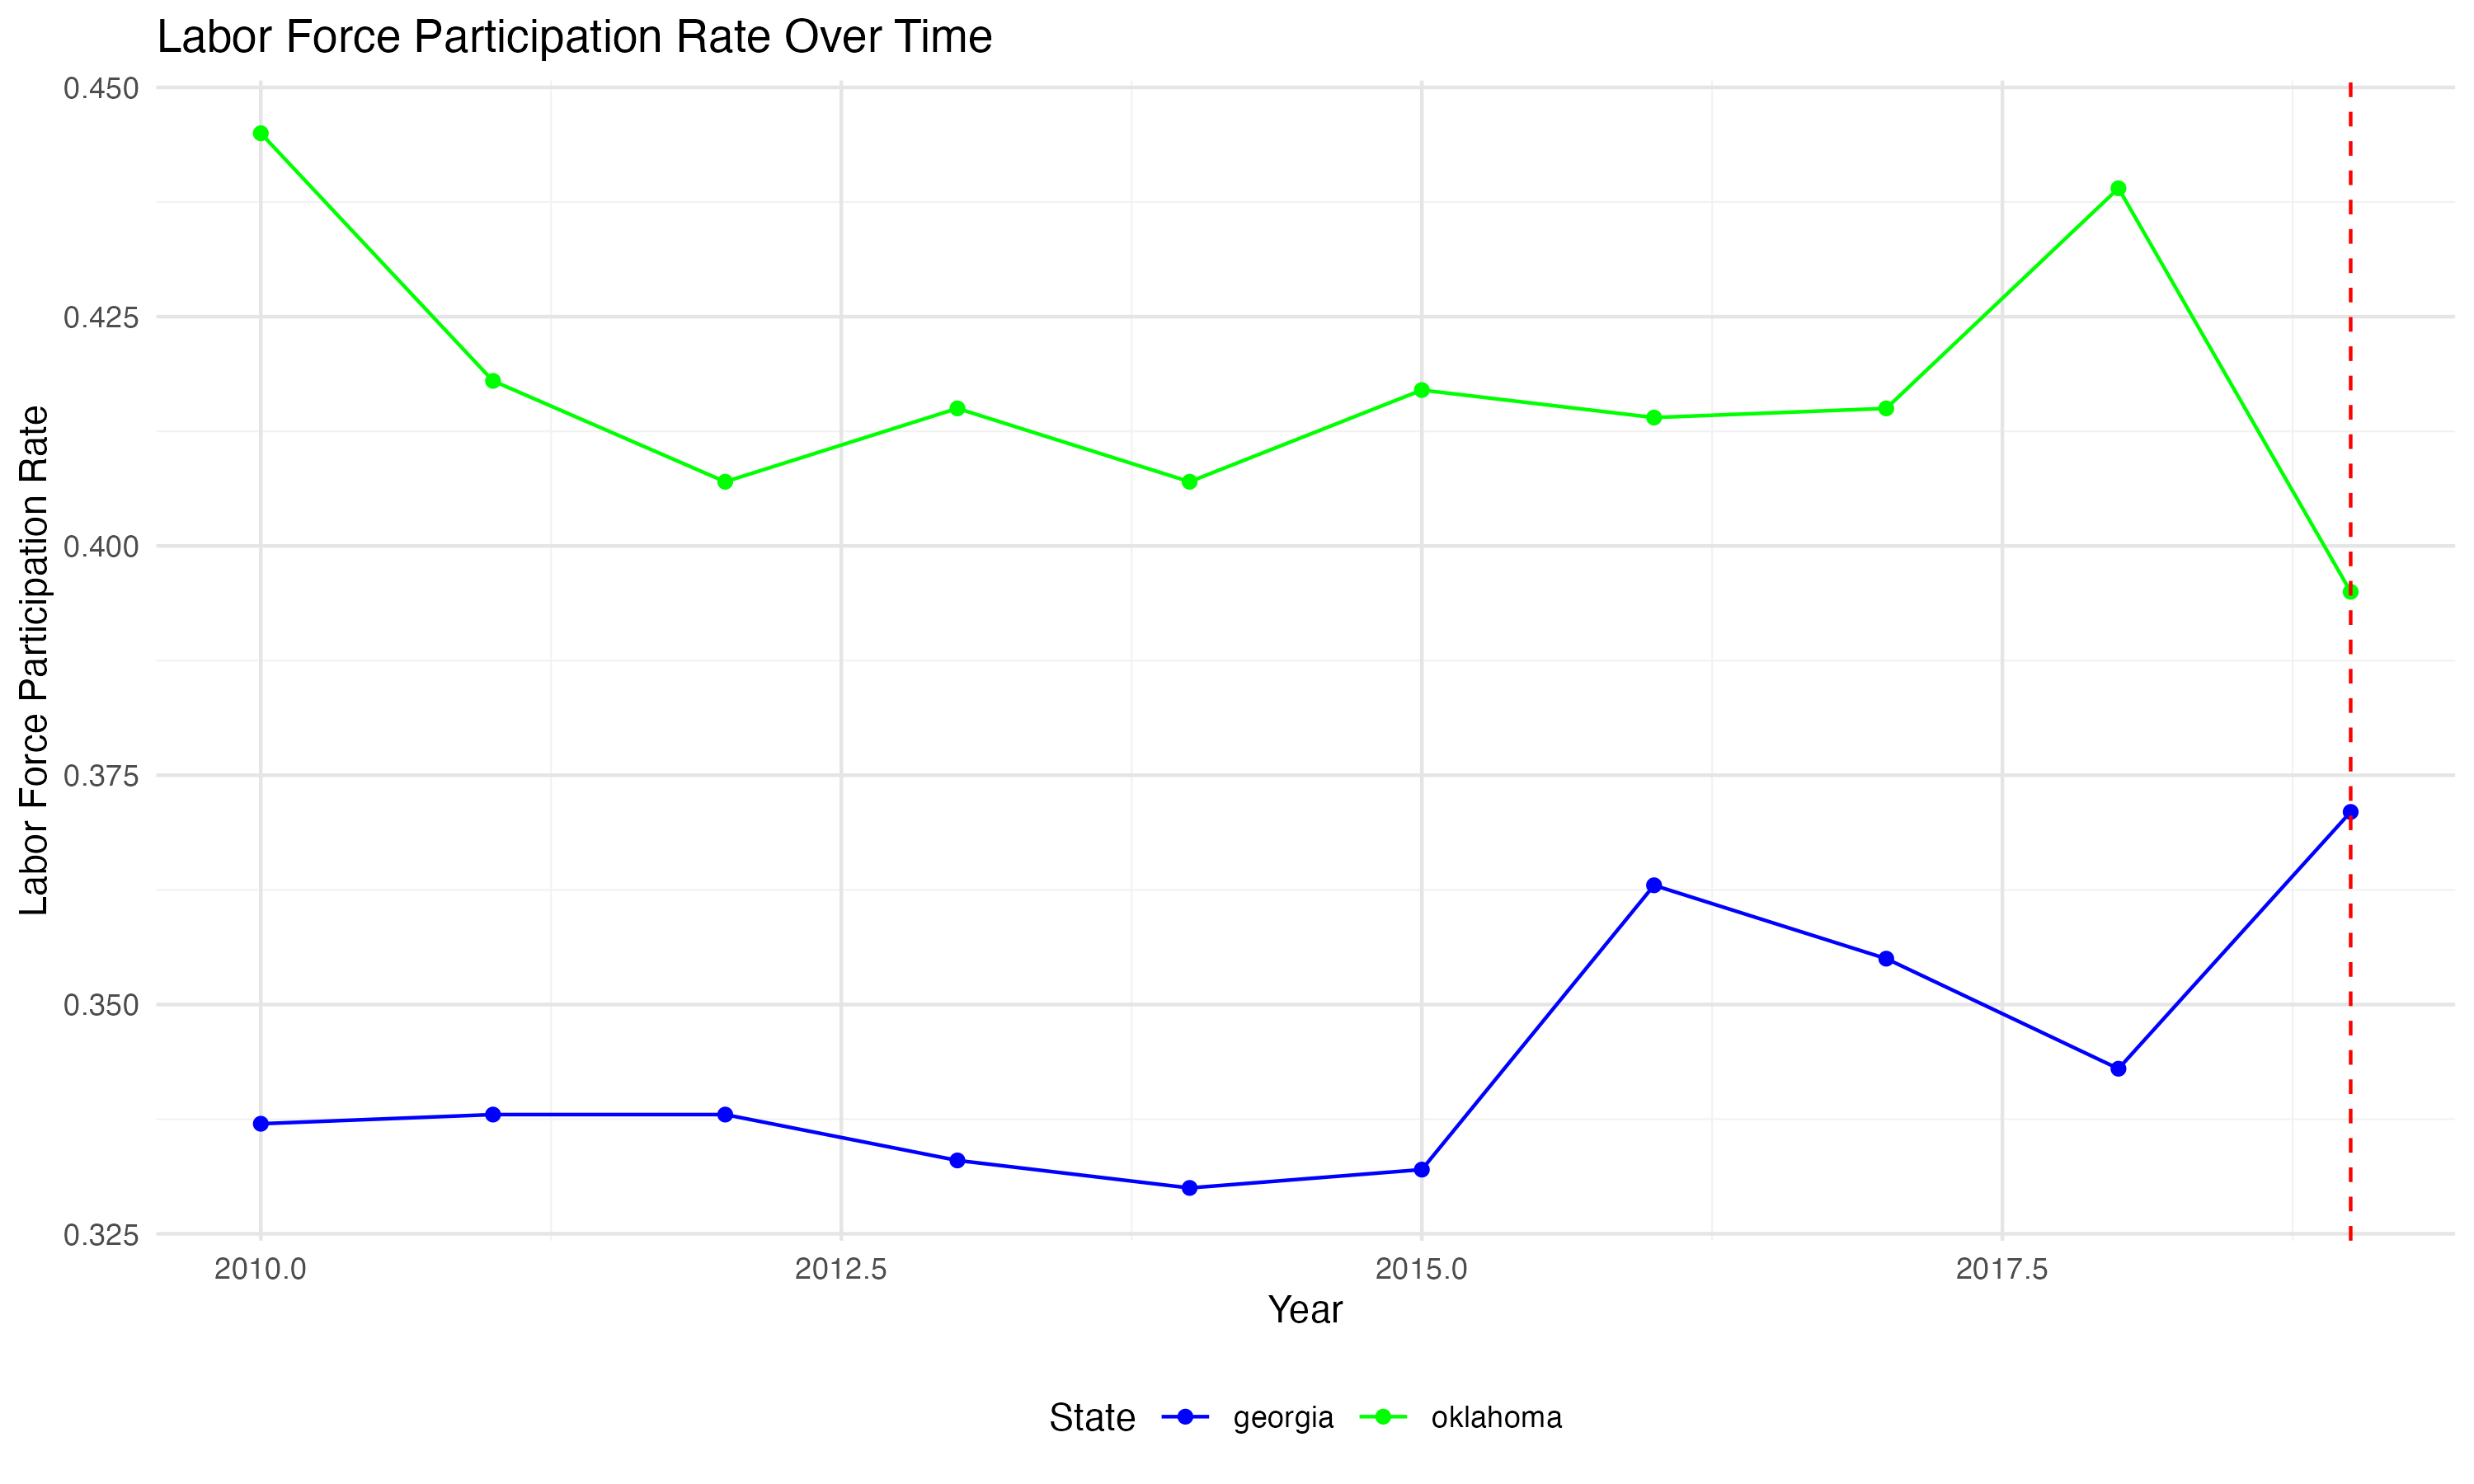 Labor Force Participation Rate Over Time
Labor Force Participation Rate
0.450
0.425
0.400
0.375
0.350
0.325
2010.0 2012.5 2015.0 2017.5
Year
State georgia oklahoma